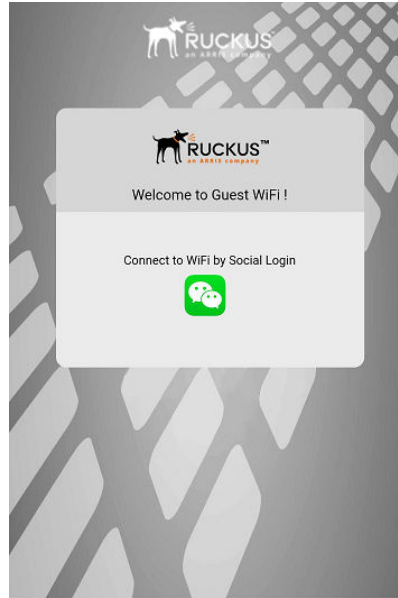 RUCKUS
an ARRIS company
RUCKUS™
an ARRIS company
Welcome to Guest WiFi !
Connect to WiFi by Social Login